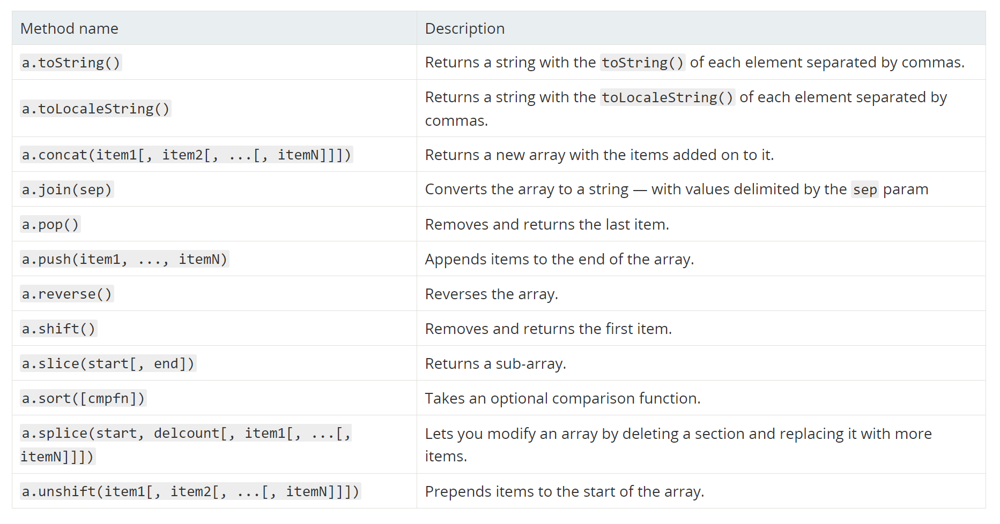 Method name
Description
a.toString()
Returns a string with the toString() of each element separated by commas.
a.toLocaleString()
Returns a string with the toLocaleString() of each element separated by
commas.
a.concat(item1[, item2[, ...[, itemN]]])
Returns a new array with the items added on to it.
a.join(sep)
Converts the array to a string — with values delimited by the sep param
a.pop()
Removes and returns the last item.
a.push(item1, ..., itemN)
Appends items to the end of the array.
a.reverse()
Reverses the array.
a.shift()
Removes and returns the first item.
a.slice(start[, end])
Returns a sub-array.
a.sort([cmpfn])
Takes an optional comparison function.
a.splice(start, delcount[, item1[, ...[,
itemN]]])
Lets you modify an array by deleting a section and replacing it with more
items.
a.unshift(item1[, item2[, ...[, itemN]]])
Prepends items to the start of the array.